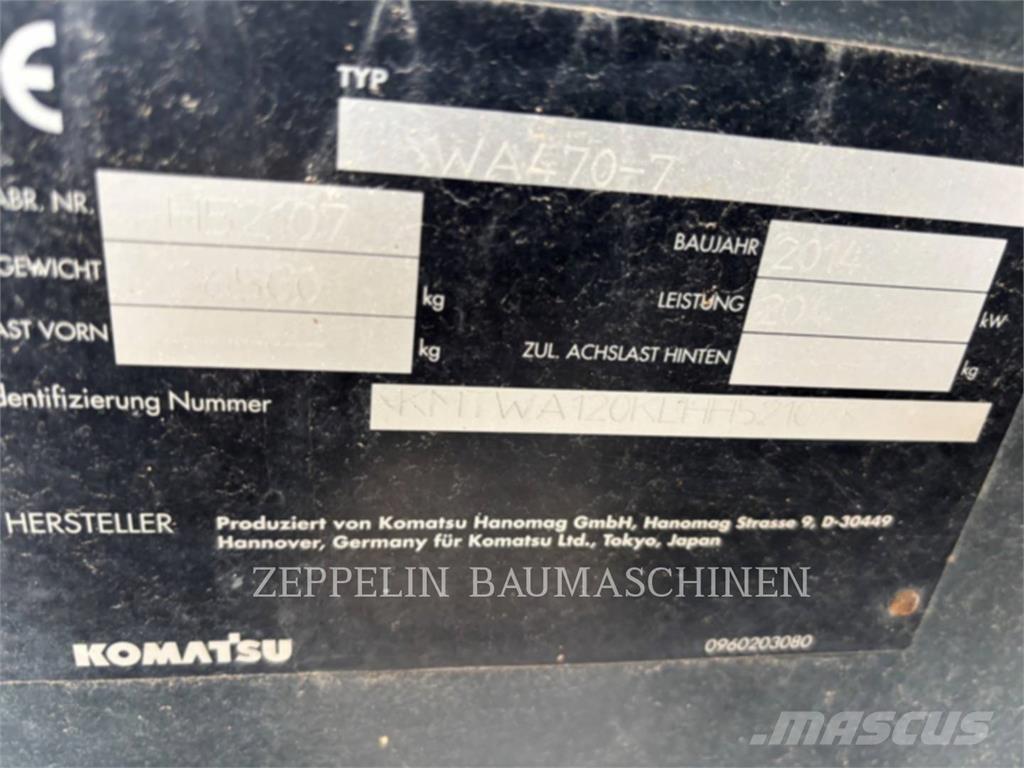 CE
TYP
WA470-7
ABR. NR.
BAUJAHR 2014
GEWICHT kg
LEISTUNG kW
AST VORN kg
ZUL. ACHSLAST HINTEN kg
dentifizierung Nummer
HERSTELLER
Produziert von Komatsu Hanomag GmbH, Hanomag Strasse 9, D-30449
Hannover, Germany für Komatsu Ltd., Tokyo, Japan
ZEPPELIN BAUMASCHINEN
KOMATSU
0960203080
MASCUS